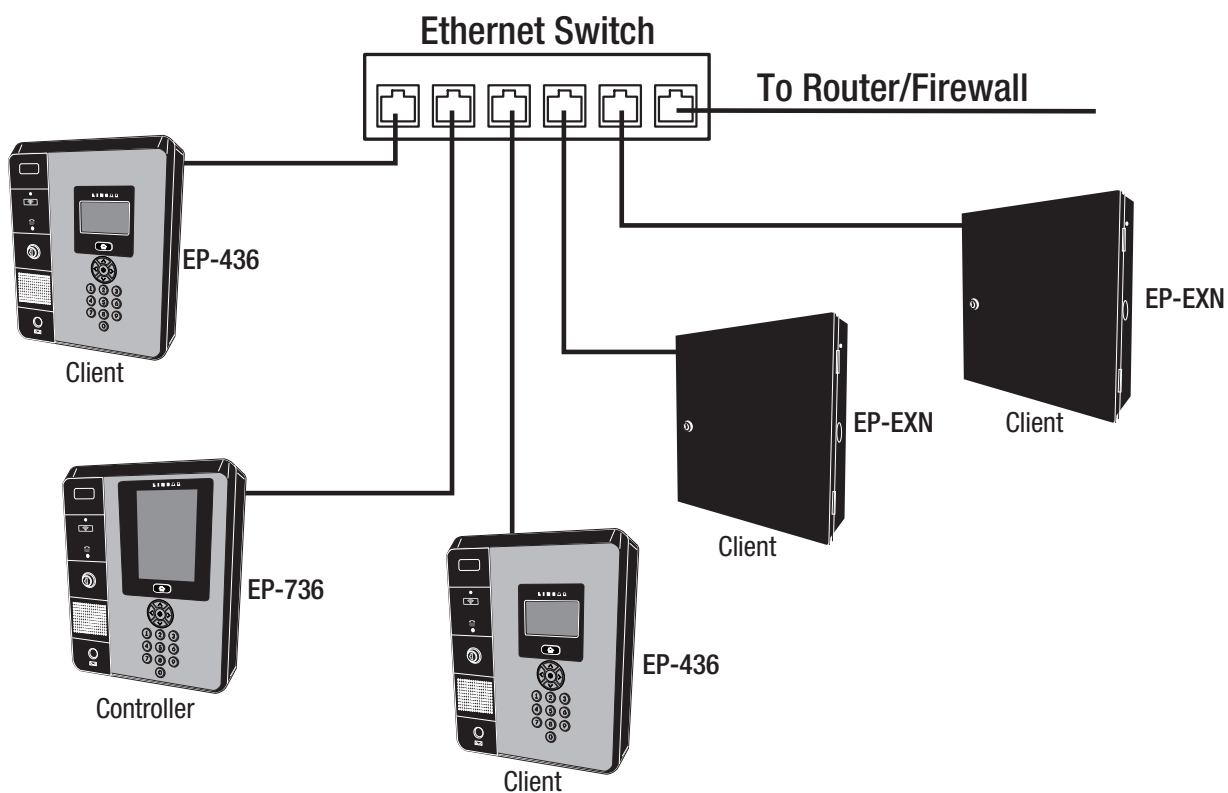 Ethernet Switch
To Router/Firewall
EP-436
Client
EP-EXN
Client
EP-EXN
Client
EP-736
Controller
EP-436
Client